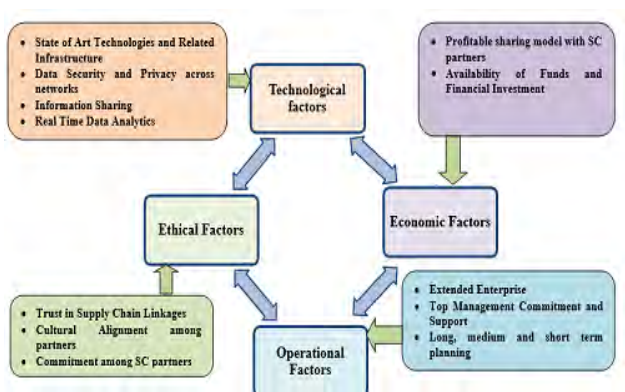 • State of Art Technologies and Related
Infrastructure
• Data Security and Privacy across
networks
• Information Sharing
• Real Time Data Analytics
• Profitable sharing model with SC
partners
• Availability of Funds and
Financial Investment
Technological
factors
Ethical Factors
Economic Factors
• Trust in Supply Chain Linkages
• Cultural Alignment among
partners
• Commitment among SC partners
• Extended Enterprise
• Top Management Commitment and
Support
• Long, medium and short term
planning
Operational
Factors